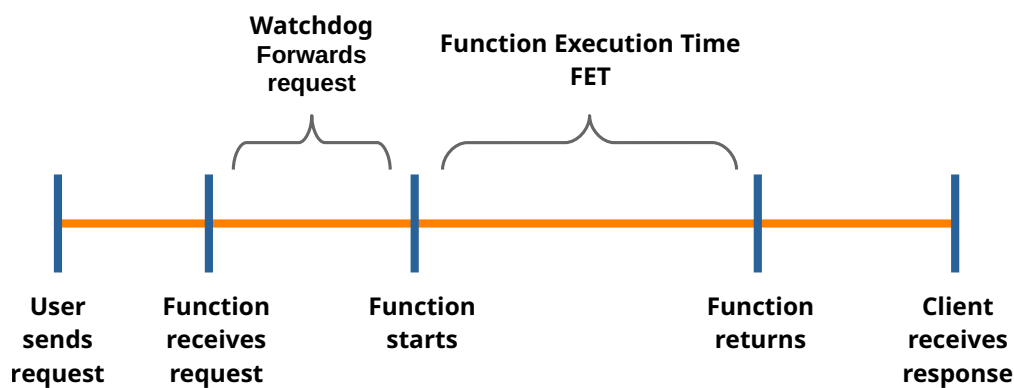 Watchdog
Forwards
request
Function Execution Time
FET
User
sends
request
Function
receives
request
Function
starts
Function
returns
Client
receives
response